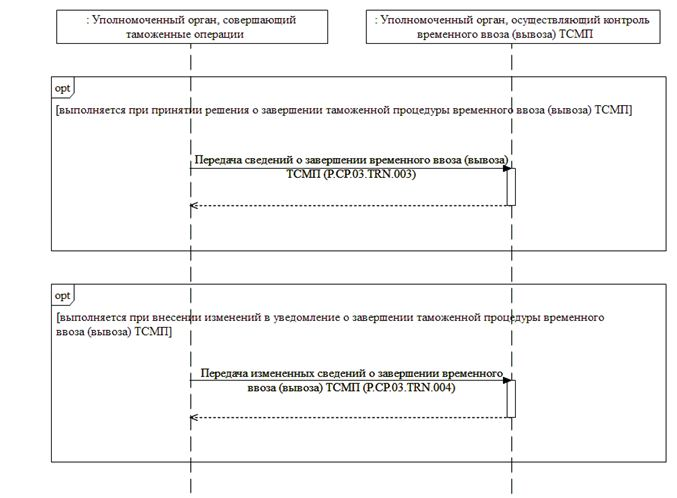 : Уполномоченный орган, совершающий
таможенные операции
: Уполномоченный орган, осуществляющий контроль
временного ввоза (вывоза) ТСМП
opt
[выполняется при принятии решения о завершении таможенной процедуры временного ввоза (вывоза) ТСМП]
Передача сведений о завершении временного ввоза (вывоза)
ТСМП (P.CP.03.TRN.003)
opt
[выполняется при внесении изменений в уведомление о завершении таможенной процедуры временного
ввоза (вывоза) ТСМП]
Передача измененных сведений о завершении временного
ввоза (вывоза) ТСМП (P.CP.03.TRN.004)